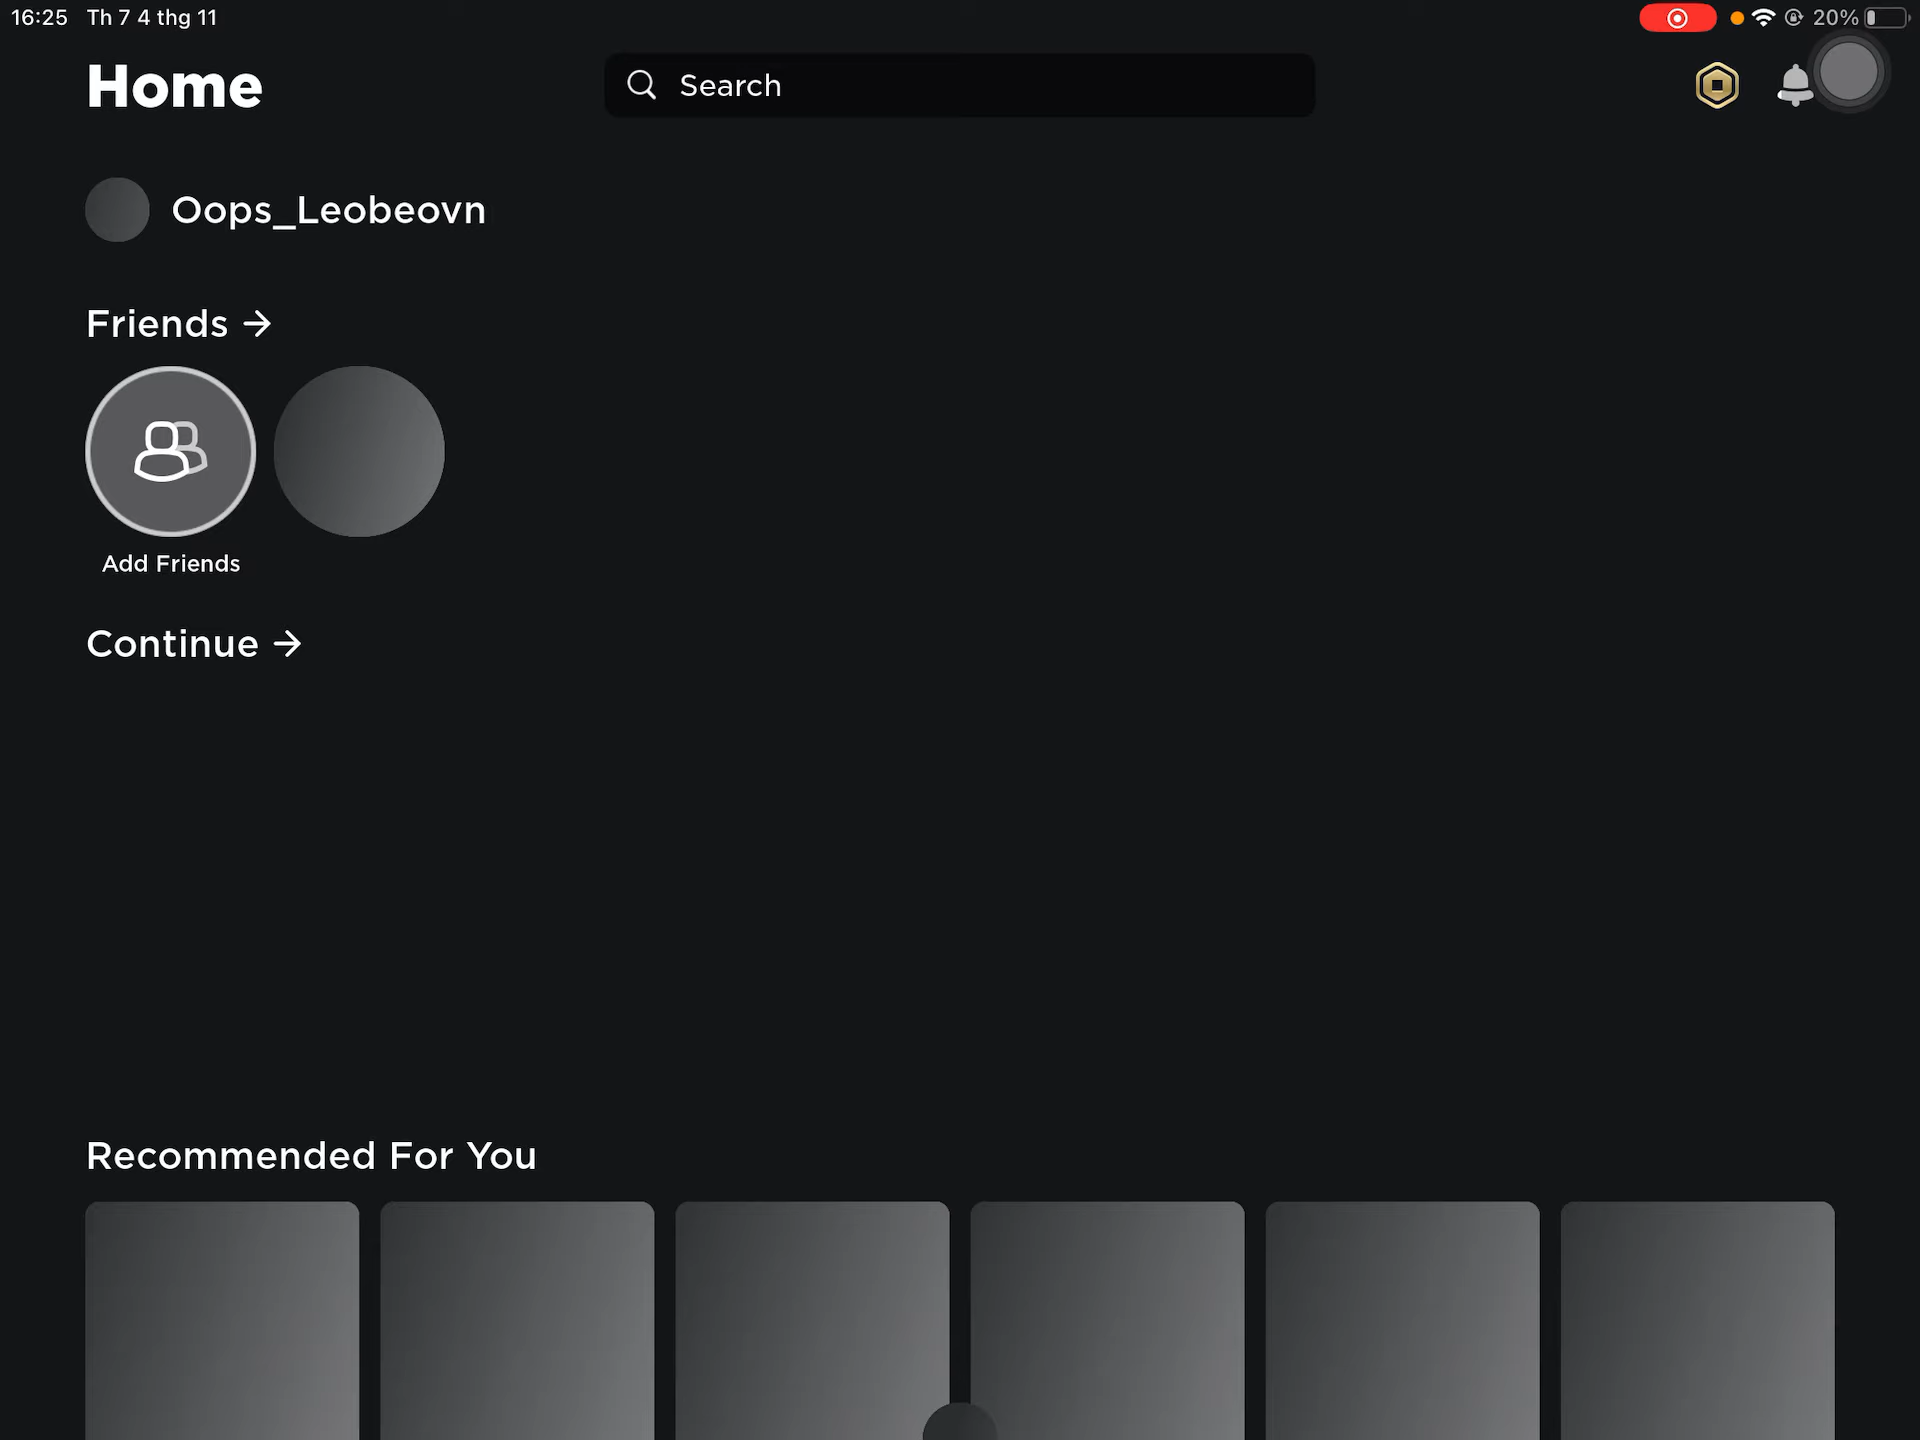 16:25 Th 7 4 thg 11
20%
Home
Search
Oops_Leobeovn
Friends →
Add Friends
Continue →
Recommended For You